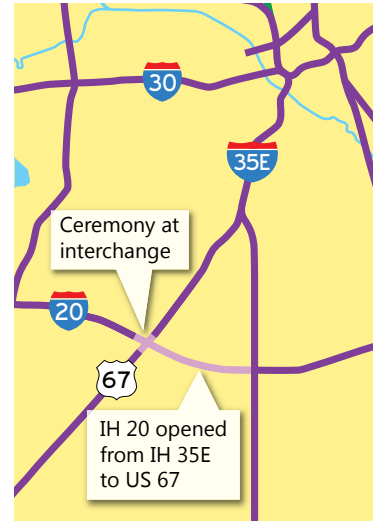 30
35E
Ceremony at
interchange
20
67
IH 20 opened
from IH 35E
to US 67